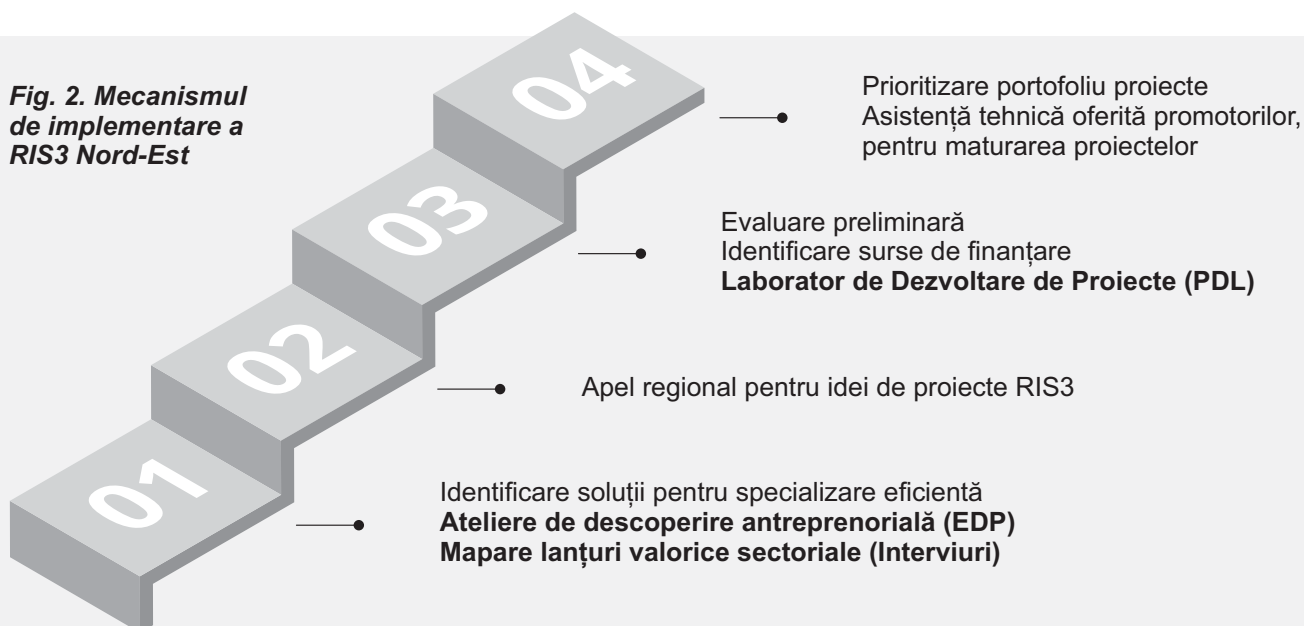 Fig. 2. Mecanismul
de implementare a
RIS3 Nord-Est
04
Prioritizare portofoliu proiecte
Asistență tehnică oferită promotorilor,
pentru maturarea proiectelor
03
Evaluare preliminară
Identificare surse de finanțare
Laborator de Dezvoltare de Proiecte (PDL)
02
Apel regional pentru idei de proiecte RIS3
01
Identificare soluții pentru specializare eficientă
Ateliere de descoperire antreprenorială (EDP)
Mapare lanțuri valorice sectoriale (Interviuri)